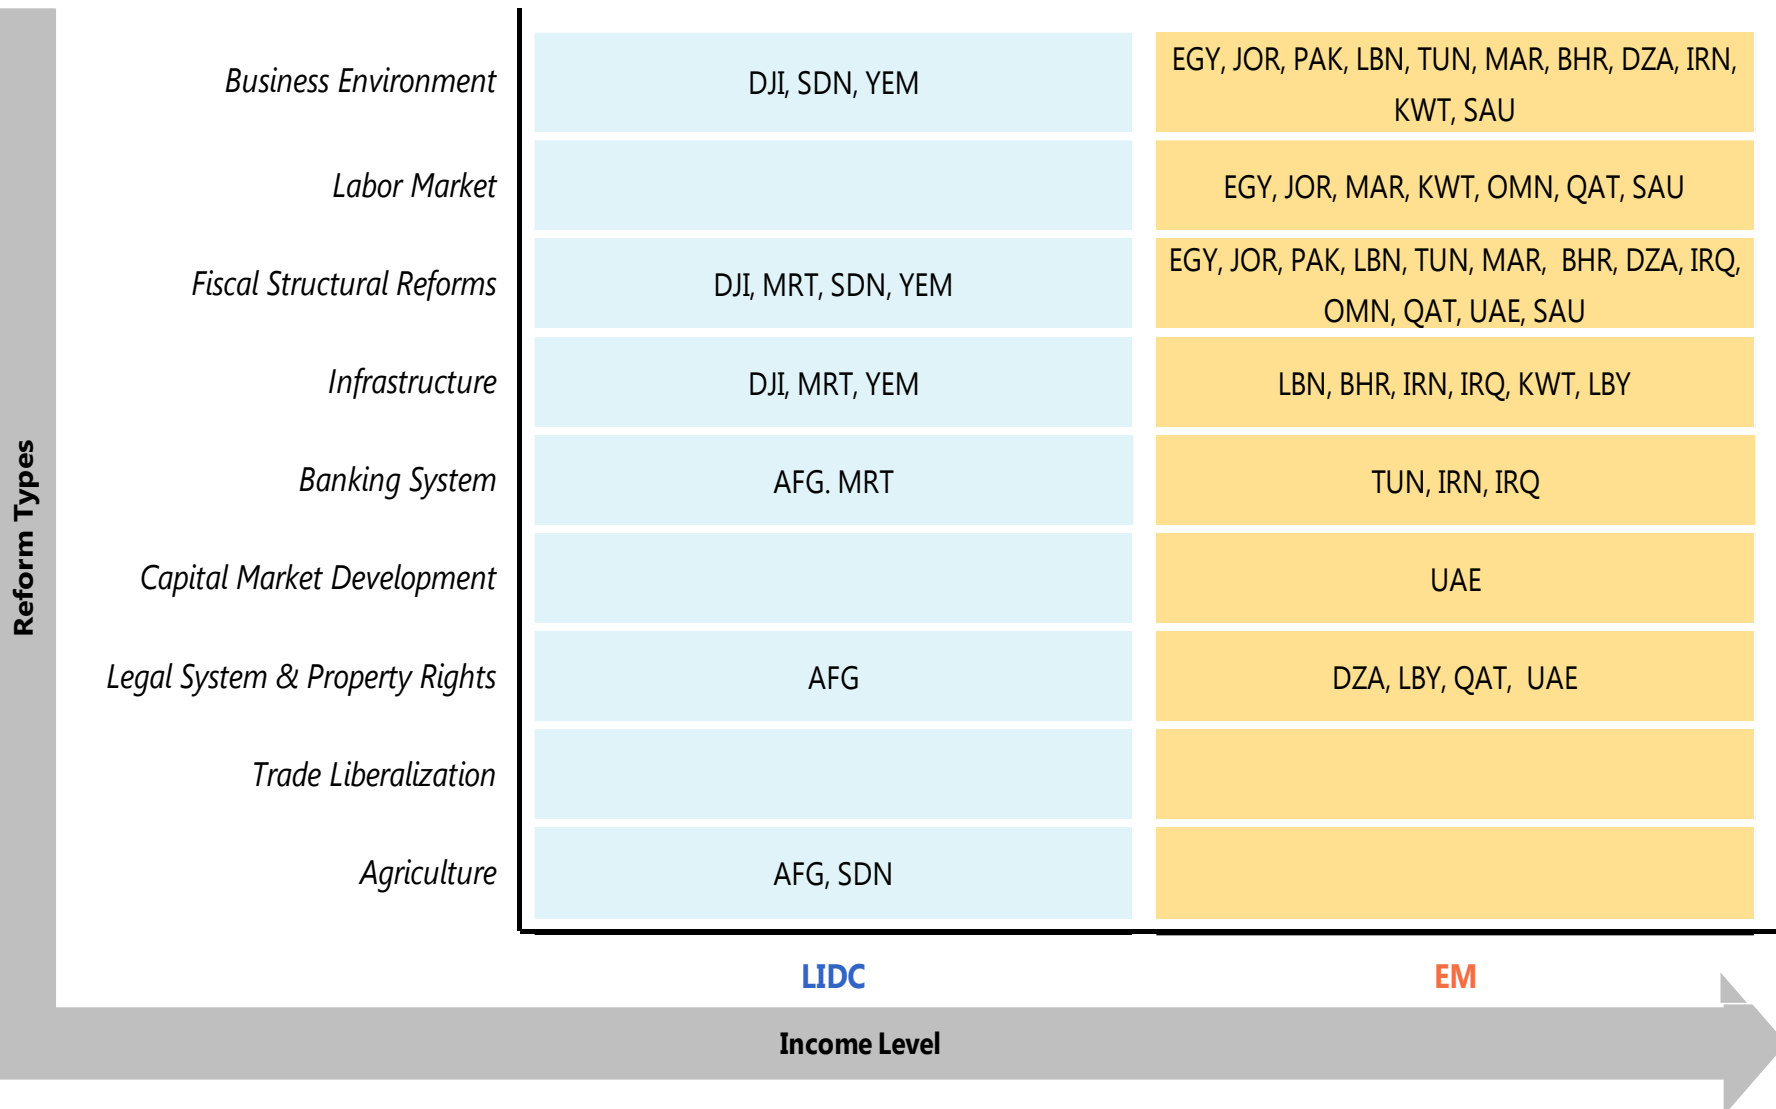 Reform Types
Business Environment
DJI, SDN, YEM
EGY, JOR, PAK, LBN, TUN, MAR, BHR, DZA, IRN,
KWT, SAU
Labor Market
EGY, JOR, MAR, KWT, OMN, QAT, SAU
Fiscal Structural Reforms
DJI, MRT, SDN, YEM
EGY, JOR, PAK, LBN, TUN, MAR, BHR, DZA, IRQ,
OMN, QAT, UAE, SAU
Infrastructure
DJI, MRT, YEM
LBN, BHR, IRN, IRQ, KWT, LBY
Banking System
AFG. MRT
TUN, IRN, IRQ
Capital Market Development
UAE
Legal System & Property Rights
AFG
DZA, LBY, QAT, UAE
Trade Liberalization
Agriculture
AFG, SDN
LIDC
EM
Income Level